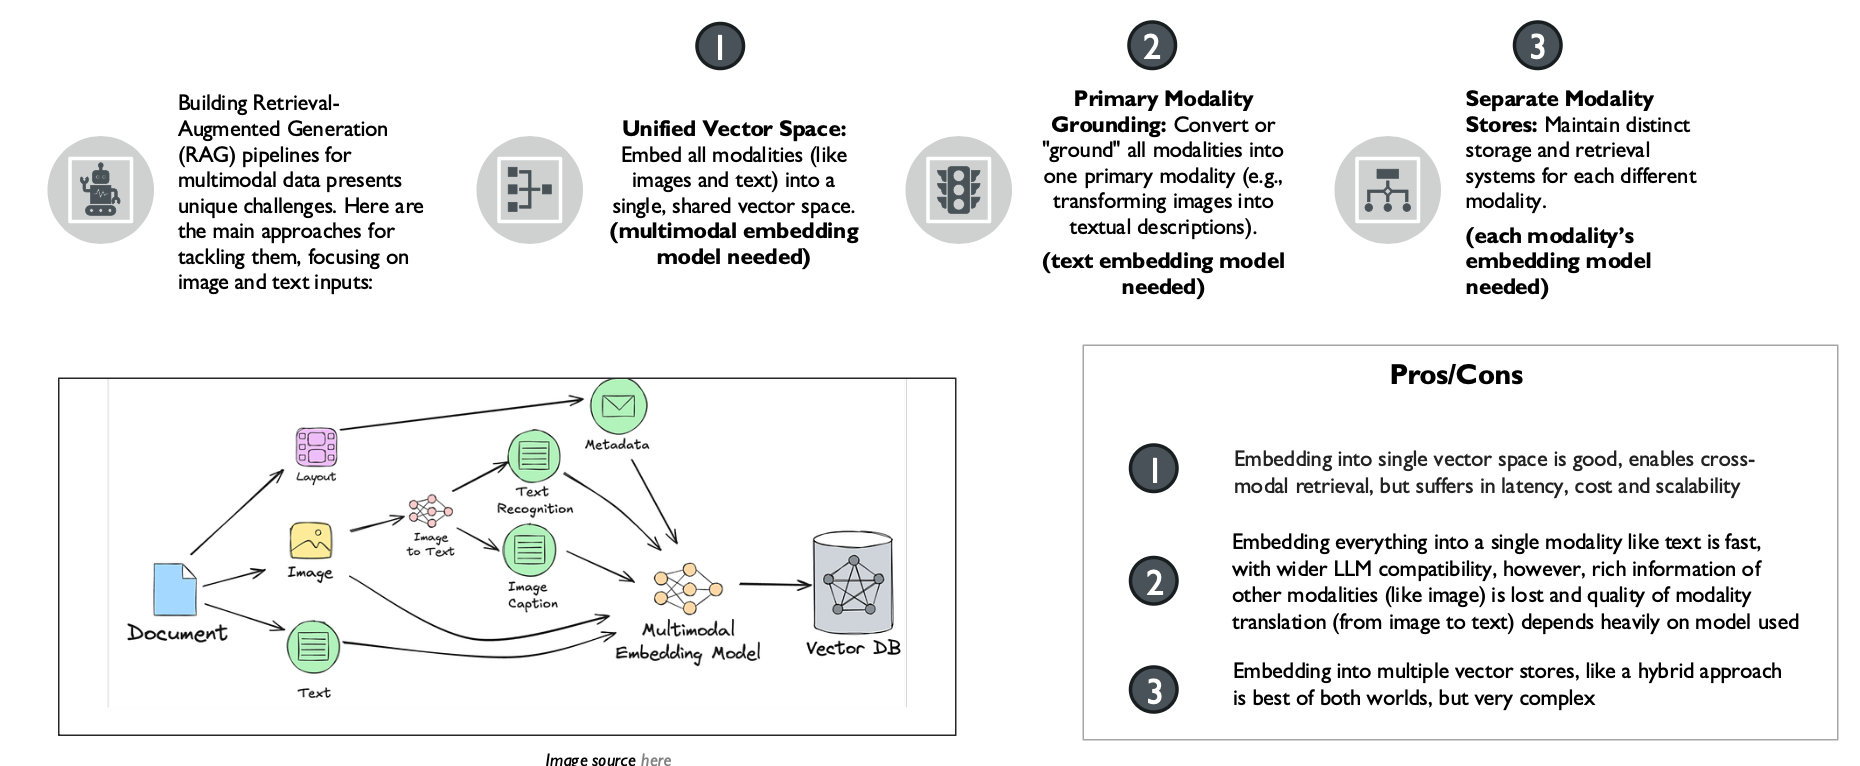 Building Retrieval-
Augmented Generation
(RAG) pipelines for
multimodal data presents
unique challenges. Here are
the main approaches for
tackling them, focusing on
image and text inputs:
1
Unified Vector Space:
Embed all modalities (like
images and text) into a
single, shared vector space.
(multimodal embedding
model needed)
2
Primary Modality
Grounding: Convert or
"ground" all modalities into
one primary modality (e.g.,
transforming images into
textual descriptions).
(text embedding model
needed)
3
Separate Modality
Stores: Maintain distinct
storage and retrieval
systems for each different
modality.
(each modality’s
embedding model
needed)
Metadata
Layout
Text
Recognition
Image
to Text
Image
Image
Caption
Document
Multimodal
Embedding Model
Vector DB
Text
Image source here
Pros/Cons
1
Embedding into single vector space is good, enables cross-
modal retrieval, but suffers in latency, cost and scalability
2
Embedding everything into a single modality like text is fast,
with wider LLM compatibility, however, rich information of
other modalities (like image) is lost and quality of modality
translation (from image to text) depends heavily on model used
3
Embedding into multiple vector stores, like a hybrid approach
is best of both worlds, but very complex